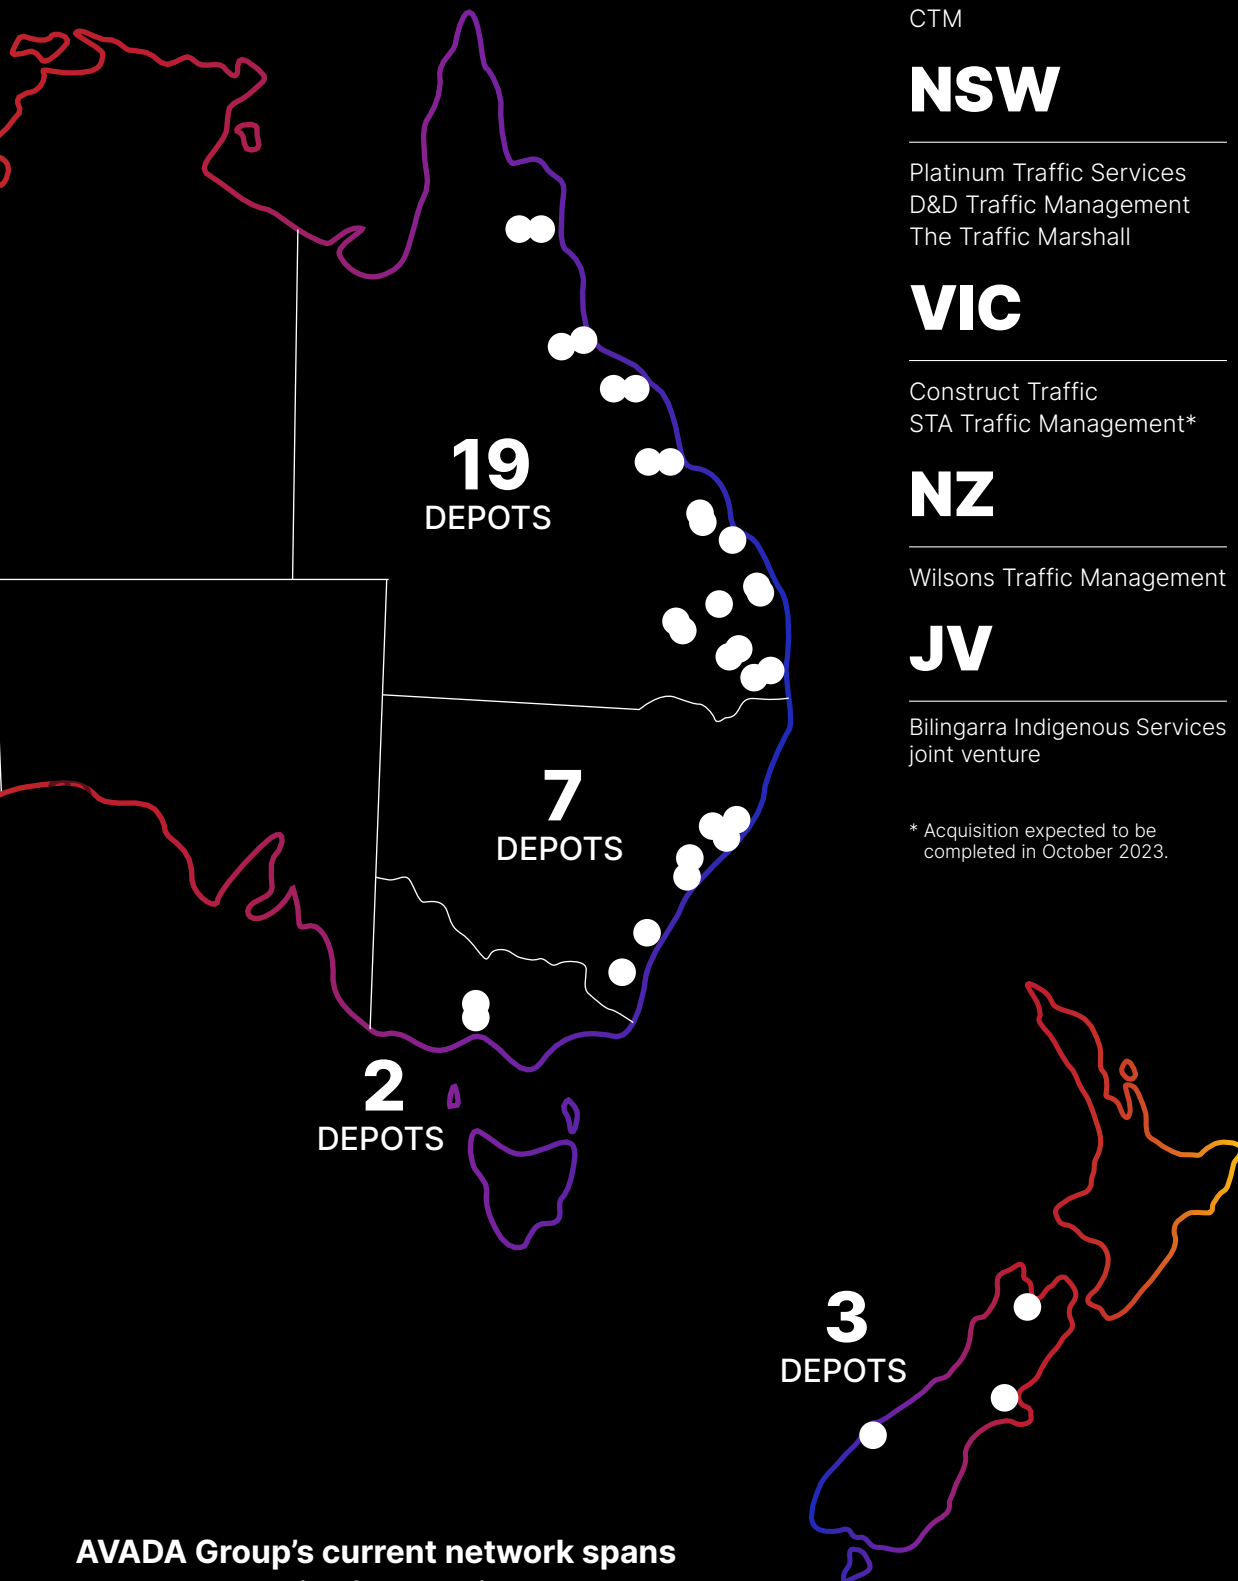 CTM
NSW
Platinum Traffic Services
D&D Traffic Management
The Traffic Marshall
VIC
Construct Traffic
STA Traffic Management*
NZ
Wilsons Traffic Management
JV
Bilingarra Indigenous Services
joint venture
* Acquisition expected to be
completed in October 2023.
19
DEPOTS
7
DEPOTS
2
DEPOTS
3
DEPOTS
AVADA Group’s current network spans